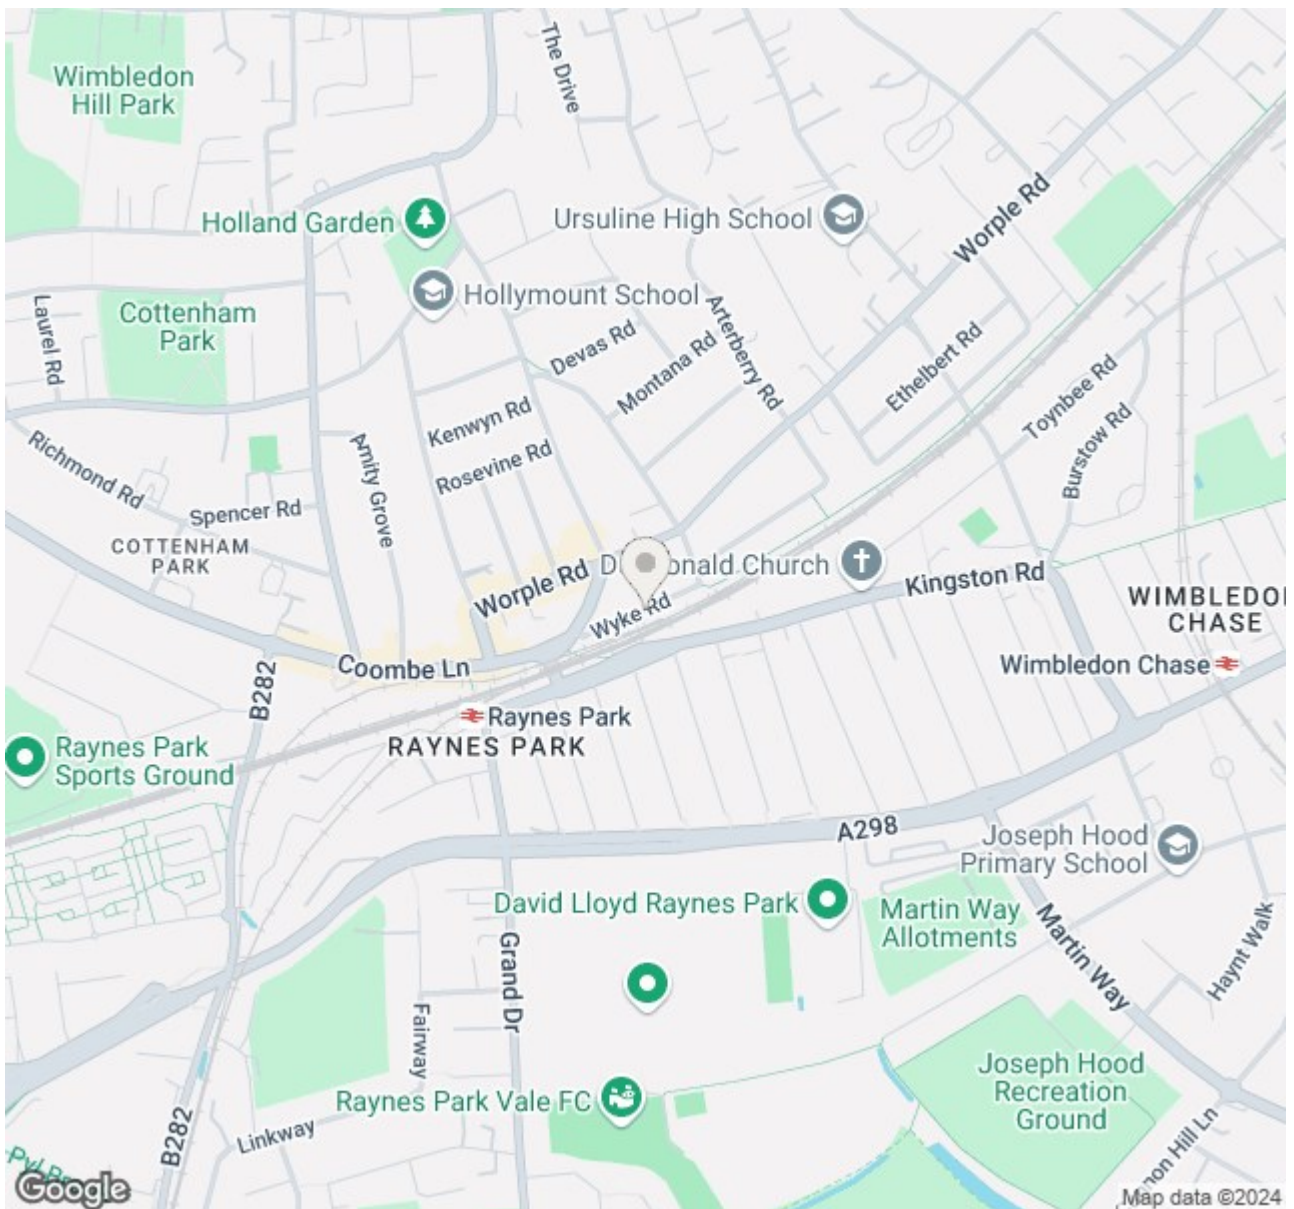 The Drive
Wimbledon
Hill Park
Worple Rd
Holland Garden
Ursuline High School
Hollymount School
Laurel Rd
Cottenham
Park
Arterberry Rd
Devas Rd
Montana Rd
Ethelbert Rd
Toynbee Rd
Kenwyn Rd
Burstow Rd
Richmond Rd
Amity Grove
Rosevine Rd
Spencer Rd
COTTENHAM
PARK
onald Church
Kingston Rd
Worple Rd
WIMBLEDO
CHASE
Wyke Rd
Coombe Ln
Wimbledon Chase
B282
Raynes Park
RAYNES PARK
Raynes Park
Sports Ground
A298
Joseph Hood
Primary School
David Lloyd Raynes Park
Martin Way
Allotments
Martin Way
Haynt Walk
Grand Dr
Fairway
Joseph Hood
Recreation
Ground
Raynes Park Vale FC
B282
Linkway
non Hill Ln
Google
Map data ©2024